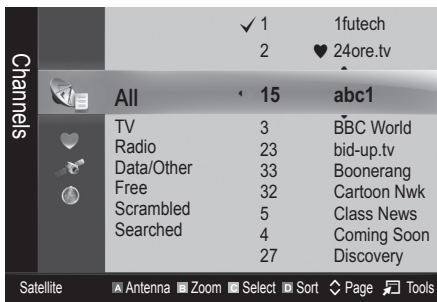 Channels
1 1futech
2 24ore.tv
All 15 abc1
TV 3 BBC World
Radio 23 bid-up.tv
Data/Other 33 Boonerang
Free 32 Cartoon Nwk
Scrambled 5 Class News
Searched 4 Coming Soon
27 Discovery
Satellite A Antenna B Zoom C Select D Sort Page Tools